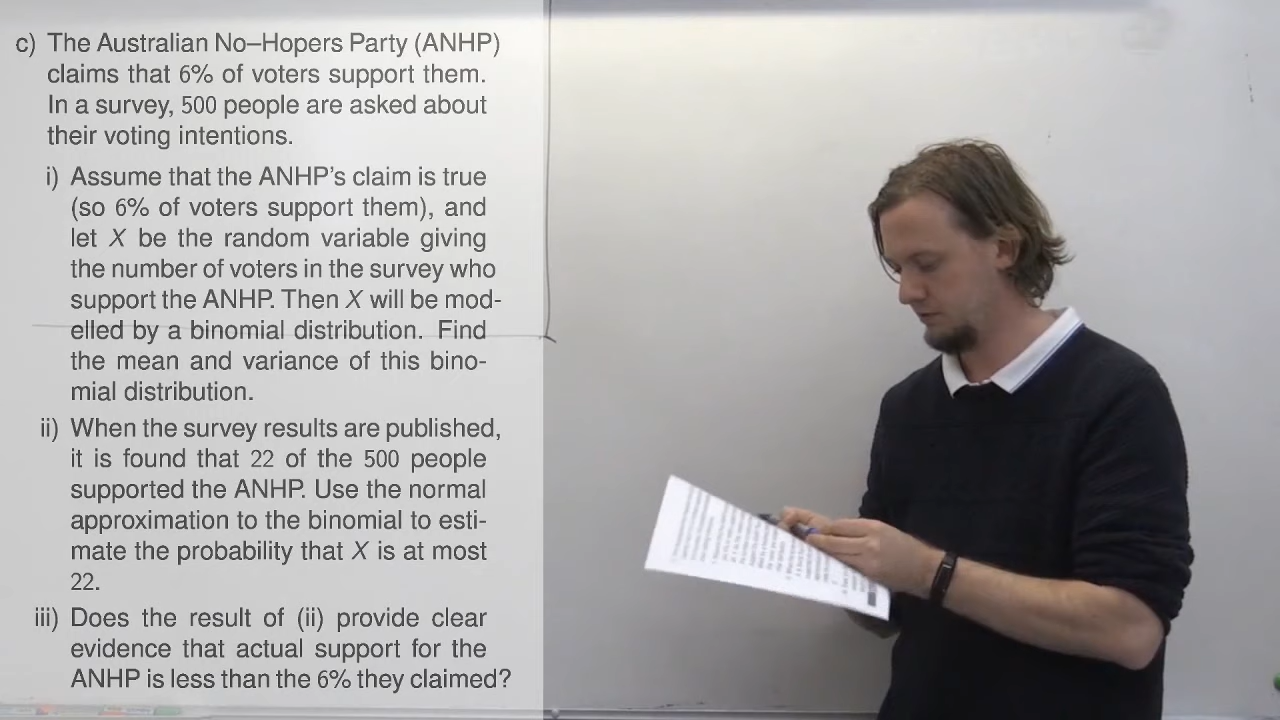 c) The Australian No–Hopers Party (ANHP)
claims that 6% of voters support them.
In a survey, 500 people are asked about
their voting intentions.
i) Assume that the ANHP's claim is true
(so 6% of voters support them), and
let X be the random variable giving
the number of voters in the survey who
support the ANHP. Then X will be mod-
elled by a binomial distribution. Find
the mean and variance of this bino-
mial distribution.
ii) When the survey results are published,
it is found that 22 of the 500 people
supported the ANHP. Use the normal
approximation to the binomial to esti-
mate the probability that X is at most
22.
iii) Does the result of (ii) provide clear
evidence that actual support for the
ANHP is less than the 6% they claimed?